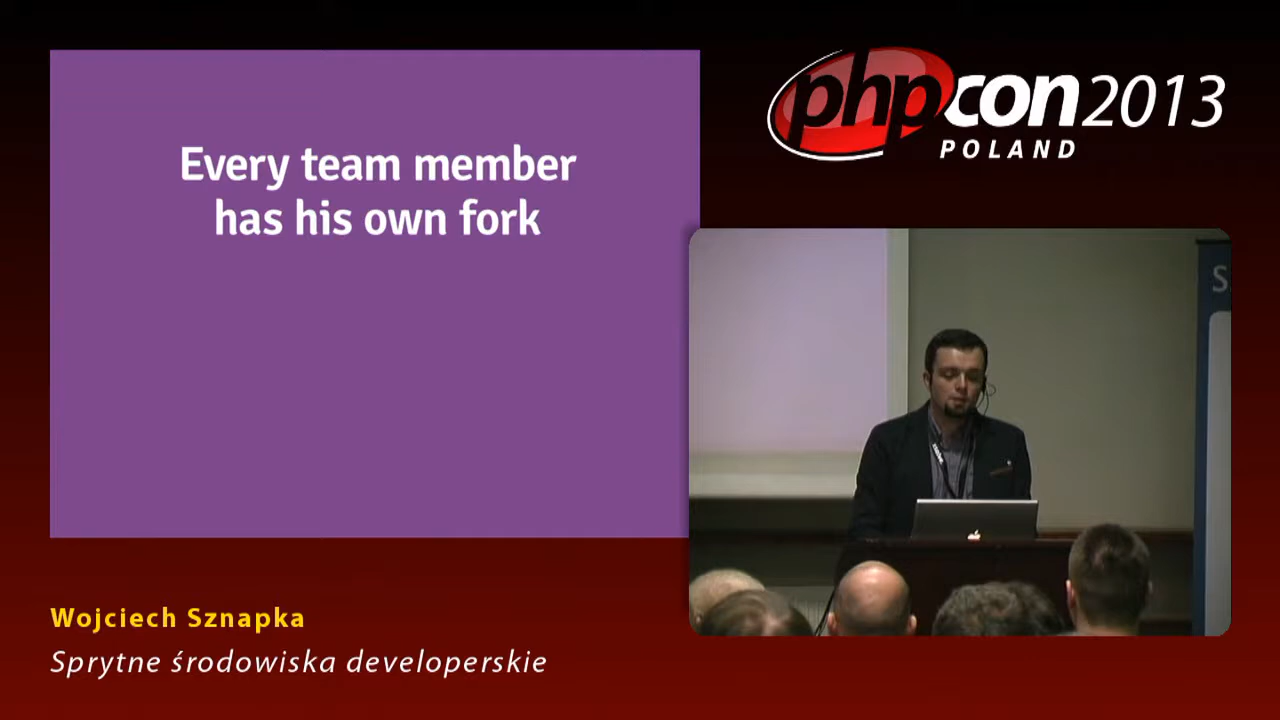 Every team member
has his own fork
phpcon2013
POLAND
S
Wojciech Sznapka
Sprytne środowiska developerskie